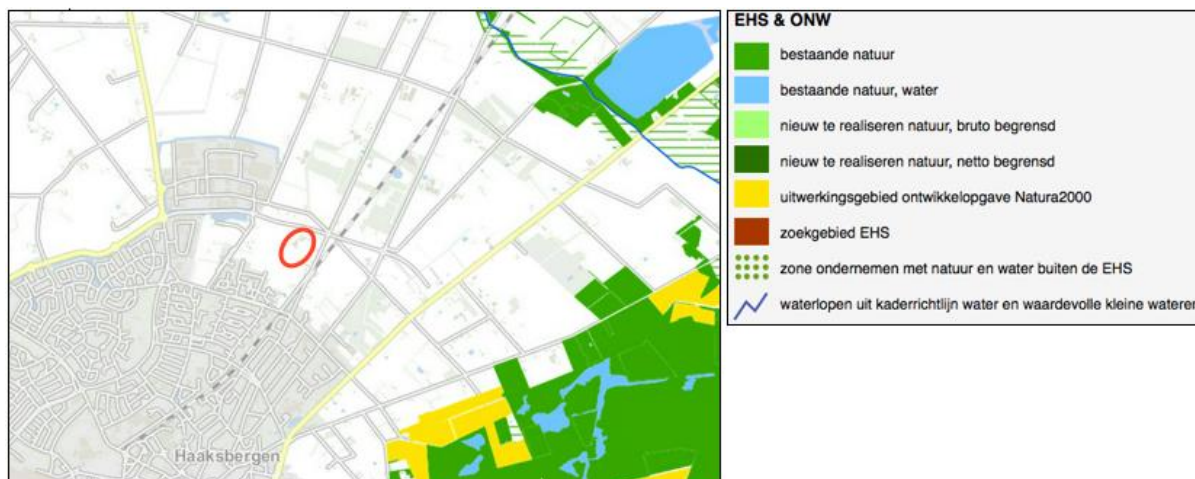 EHS & ONW
bestaande natuur
bestaande natuur, water
nieuw te realiseren natuur, bruto begrensd
nieuw te realiseren natuur, netto begrensd
uitwerkingsgebied ontwikkelopgave Natura2000
zoekgebied EHS
zone ondernemen met natuur en water buiten de EHS
waterlopen uit kaderrichtlijn water en waardevolle kleine wateren
Haaksbergen